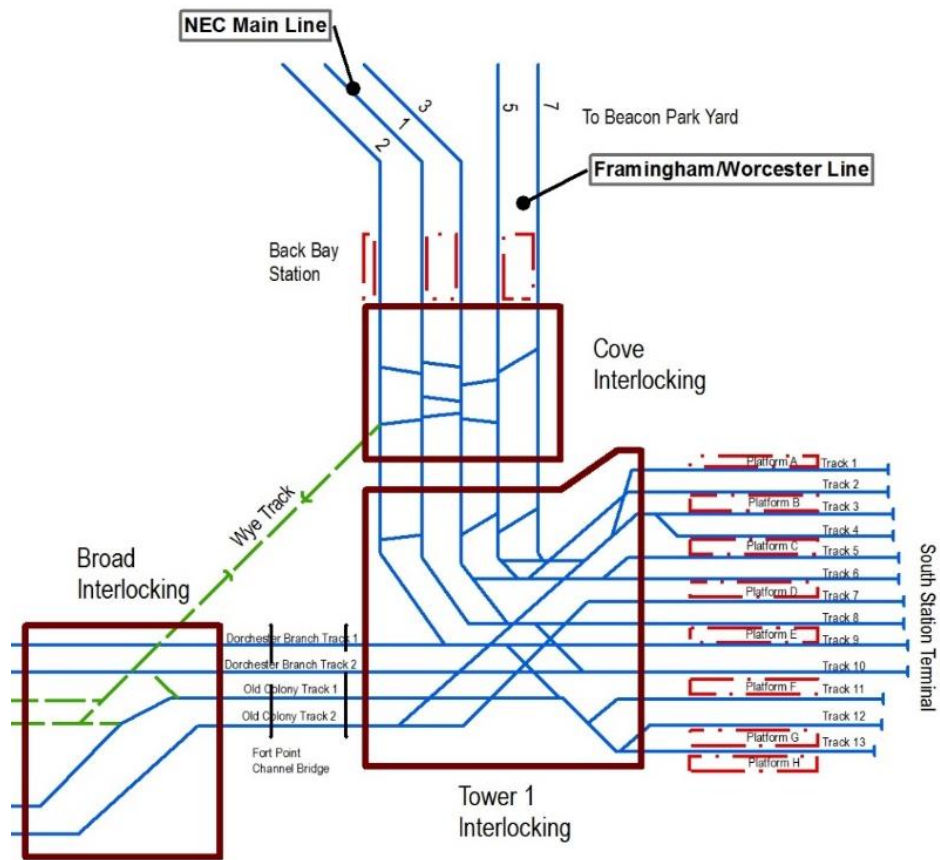 NEC Main Line
3
1
2
5
7
To Beacon Park Yard
Framingham/Worcester Line
Back Bay
Station
Cove
Interlocking
Wye Track
Broad
Interlocking
Platform A
Track 1
Track 2
Platform B
Track 3
Track 4
Platform C
Track 5
Track 6
Platform D
Track 7
Track 8
Platform E
Track 9
Track 10
Platform F
Track 11
Track 12
Platform G
Track 13
Platform H
South Station Terminal
Dorchester Branch Track 1
Dorchester Branch Track 2
Old Colony Track 1
Old Colony Track 2
Fort Point
Channel Bridge
Tower 1
Interlocking